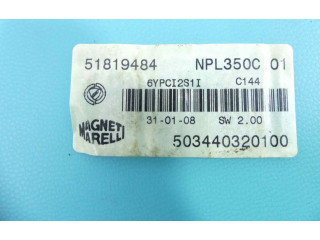 51819484 NPL350C 01
6YPCI2S1I C144
31-01-08 SW 2.00
MAGNETI
MARELLI
503440320100